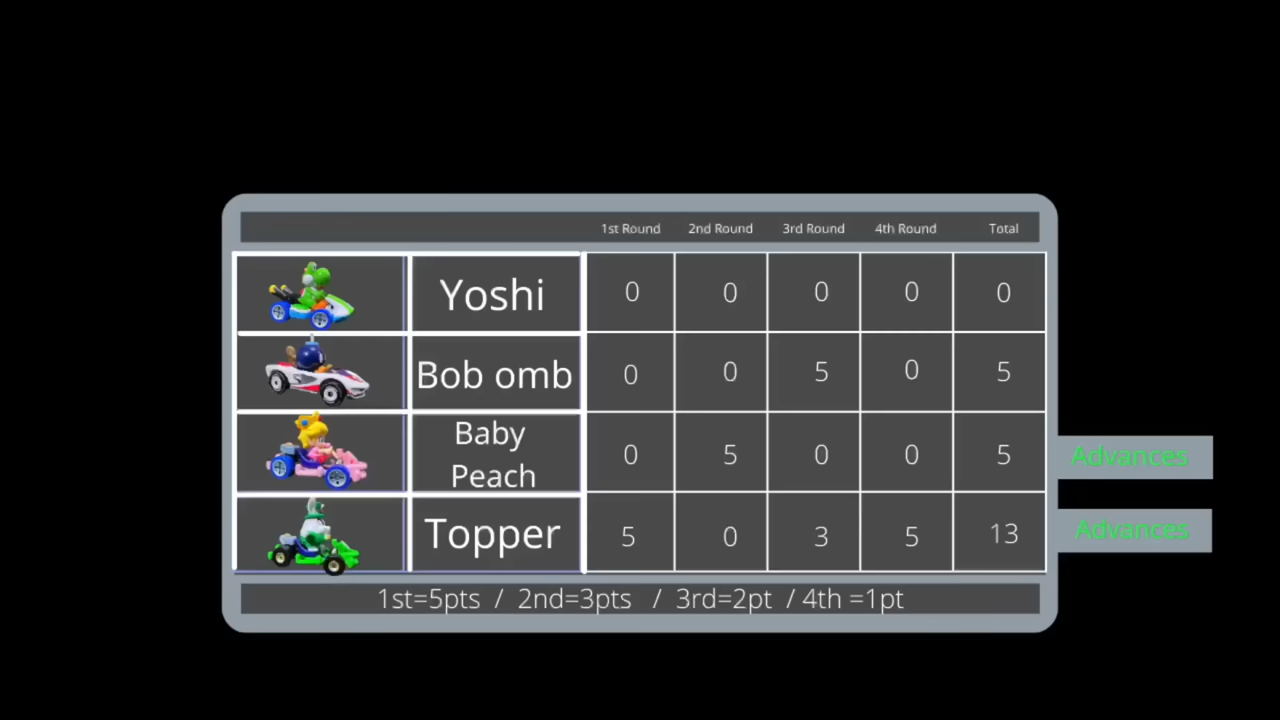 1st Round 2nd Round 3rd Round 4th Round Total
Yoshi 0 0 0 0 0
Bob omb 0 0 5 0 5
Baby
Peach 0 5 0 0 5 Advances
Topper 5 0 3 5 13 Advances
1st=5pts / 2nd=3pts / 3rd=2pt / 4th =1pt